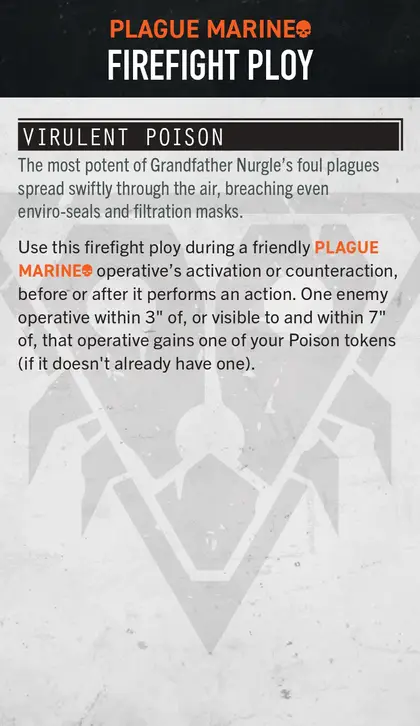 PLAGUE MARINE
FIREFIGHT PLOY
VIRULENT POISON
The most potent of Grandfather Nurgle's foul plagues
spread swiftly through the air, breaching even
enviro-seals and filtration masks.
Use this firefight ploy during a friendly PLAGUE
MARINE operative's activation or counteraction,
before or after it performs an action. One enemy
operative within 3" of, or visible to and within 7"
of, that operative gains one of your Poison tokens
(if it doesn't already have one).